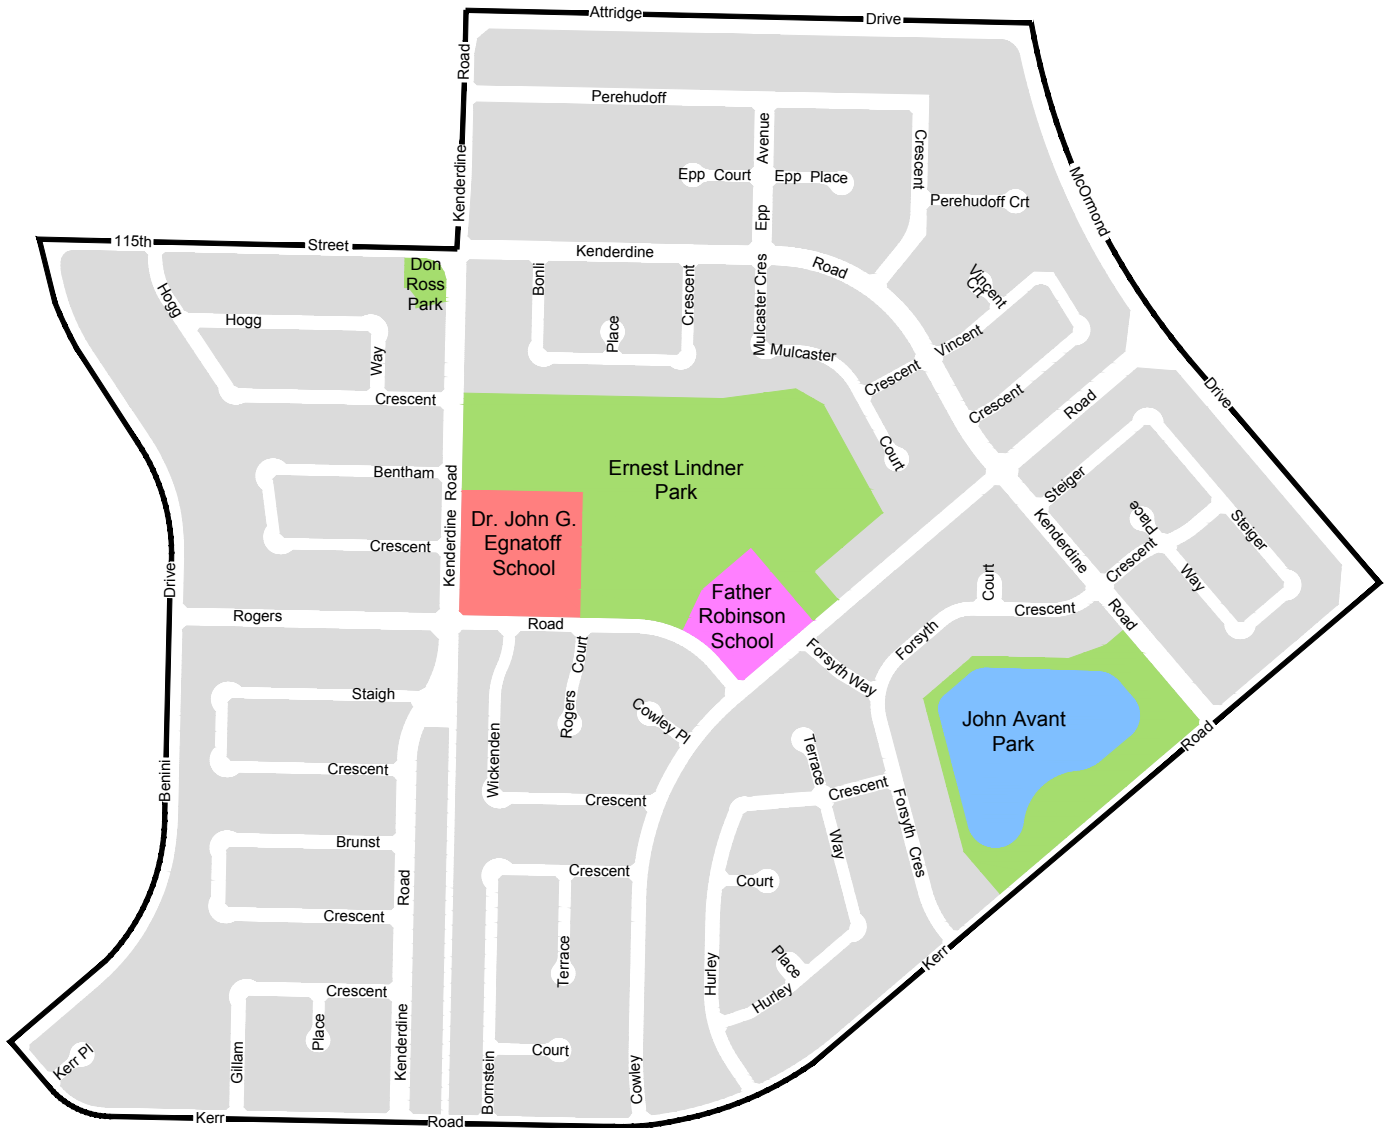 Attridge
Drive
Road
Perehudoff
Avenue
Crescent
Kenderdine
Epp Court
Epp Place
McOrmond
Perehudoff Crt
Epp
115th
Street
Kenderdine
Road
Don
Ross
Park
Bonli
Crescent
Mulcaster Cres
Vincent
Crt
Hogg
Hogg
Place
Vincent
Way
Mulcaster
Crescent
Drive
Crescent
Crescent
Road
Court
Bentham
Kenderdine Road
Ernest Lindner
Park
Steiger
Place
Steiger
Dr. John G.
Egnatoff
School
Kenderdine
Crescent
Crescent
Way
Drive
Father
Robinson
School
Court
Crescent
Road
Rogers
Road
Court
Forsyth
Forsyth Way
Staigh
Rogers
Cowley Pl
John Avant
Park
Road
Wickenden
Terrace
Crescent
Benini
Crescent
Crescent
Forsyth Cres
Brunst
Way
Crescent
Court
Road
Crescent
Terrace
Place
Hurley
Hurley
Kerr
Crescent
Place
Kenderdine
Court
Kerr Pl
Gillam
Bornstein
Cowley
Kerr
Road